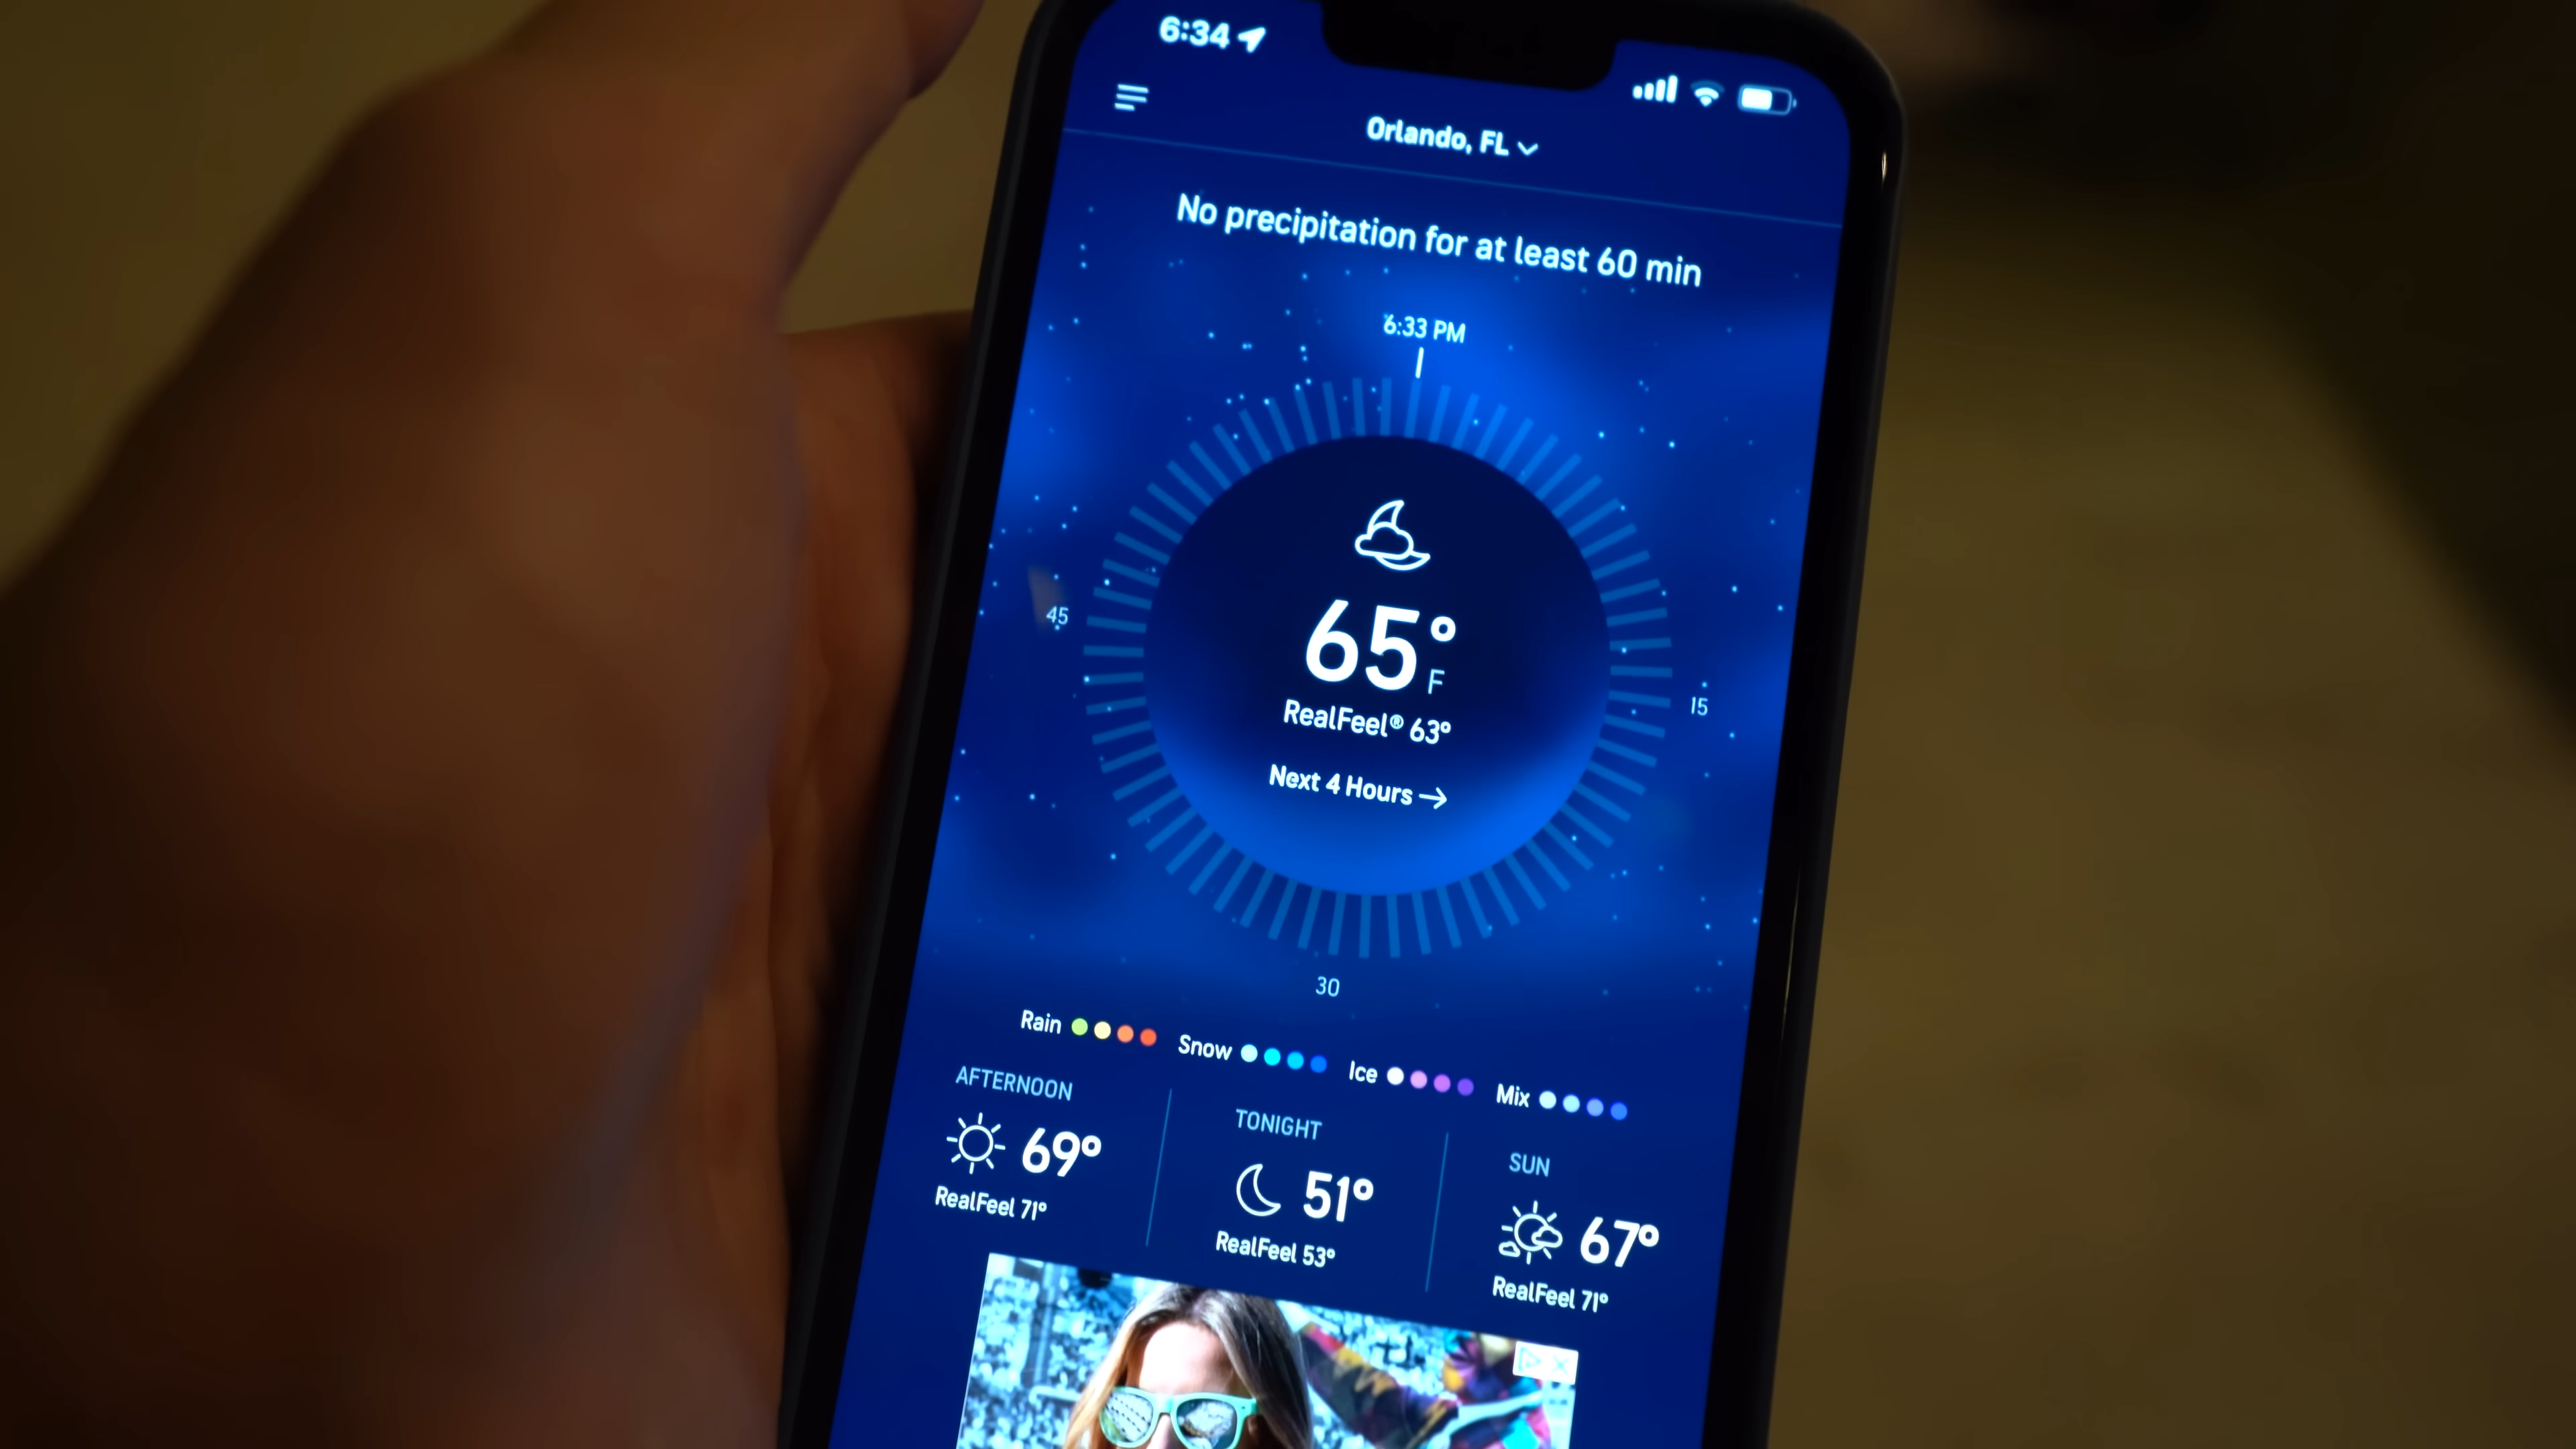 6:34
Orlando, FL
No precipitation for at least 60 min
6:33 PM
45
15
30
65°
F
RealFeel® 63°
Next 4 Hours →
Rain Snow Ice Mix
AFTERNOON
69°
RealFeel 71°
TONIGHT
51°
RealFeel 53°
SUN
67°
RealFeel 71°